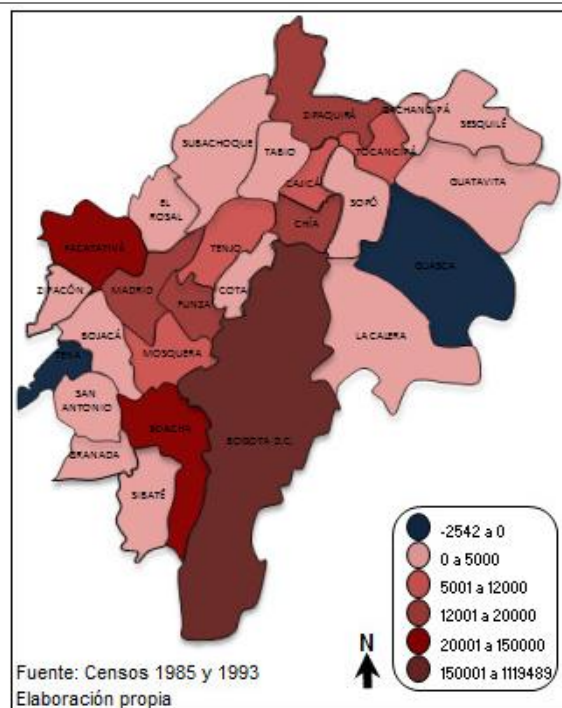 ZIPAQUIRÁ
GACHANCIPÁ
SESQUILÉ
SUBACHOQUE
TABIO
TOCANCIPÁ
CAJICÁ
GUATAVITA
EL
ROSAL
SOPÓ
CHÍA
FACATATIVÁ
TENJO
GUASCA
ZIPACÓN
MADRID
COTA
FUNZA
BOJACÁ
LA CALERA
TENA
MOSQUERA
SAN
ANTONIO
SOACHA
BOGOTA D.C.
GRANADA
SIBATÉ
-2542 a 0
0 a 5000
5001 a 12000
12001 a 20000
20001 a 150000
150001 a 1119489
N
Fuente: Censos 1985 y 1993
Elaboración propia